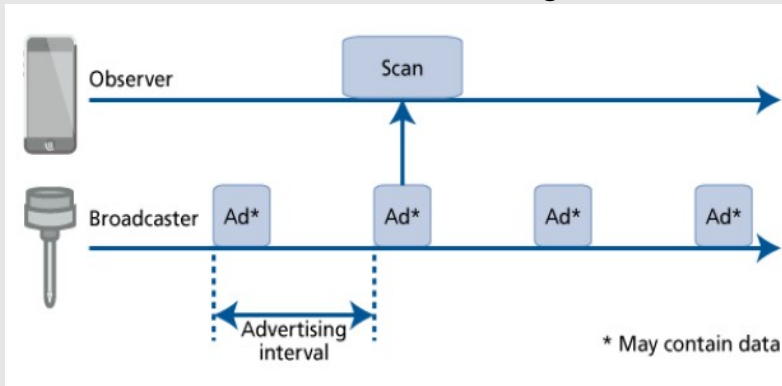 Scan
Observer
Broadcaster
Ad*
Ad*
Ad*
Ad*
Advertising
interval
* May contain data